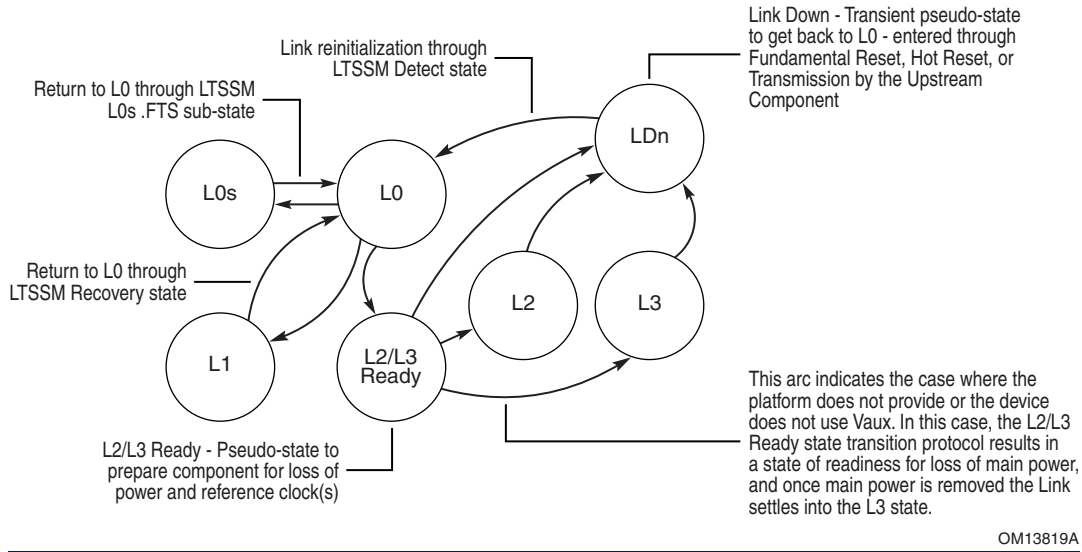 Link Down - Transient pseudo-state
to get back to L0 - entered through
Fundamental Reset, Hot Reset, or
Transmission by the Upstream
Component
Link reinitialization through
LTSSM Detect state
Return to L0 through LTSSM
L0s .FTS sub-state
LDn
L0s
L0
Return to L0 through
LTSSM Recovery state
L2
L3
L1
L2/L3
Ready
L2/L3 Ready - Pseudo-state to
prepare component for loss of
power and reference clock(s)
This arc indicates the case where the
platform does not provide or the device
does not use Vaux. In this case, the L2/L3
Ready state transition protocol results in
a state of readiness for loss of main power,
and once main power is removed the Link
settles into the L3 state.
OM13819A